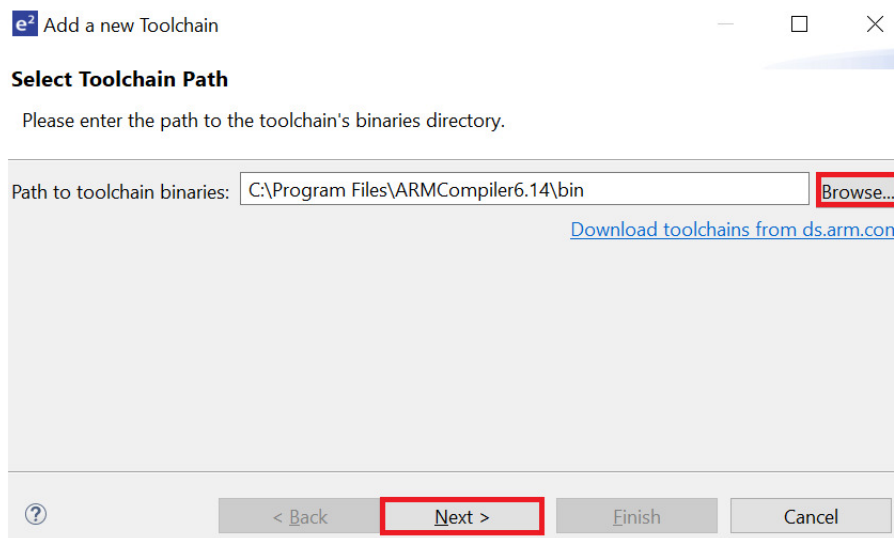 e² Add a new Toolchain
Select Toolchain Path
Please enter the path to the toolchain's binaries directory.
Path to toolchain binaries: C:\Program Files\ARMCompiler6.14\bin Browse...
Download toolchains from ds.arm.con
? < Back Next > Finish Cancel